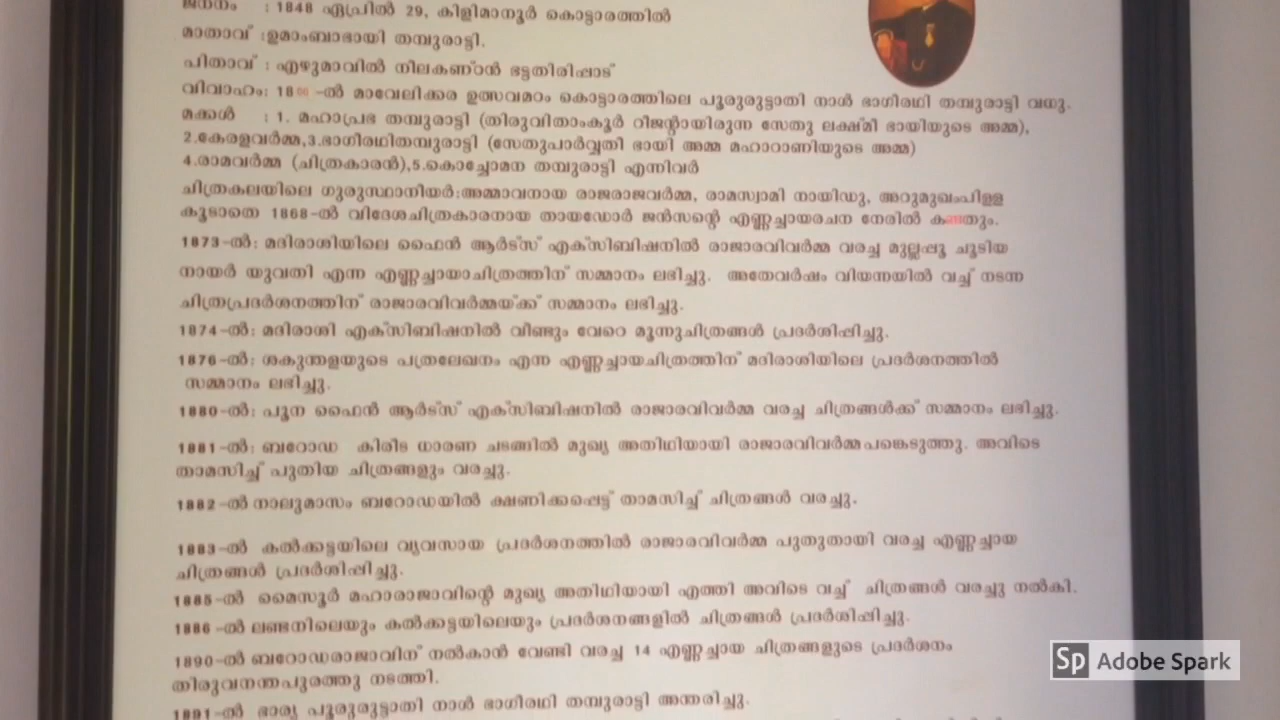 ജനനം : 1848 ഏപ്രിൽ 29, കിളിമാനൂർ കൊട്ടാരത്തിൽ
മാതാവ് :ഉമാംബാഭായി തമ്പുരാട്ടി.
പിതാവ് : എഴുമാവിൽ നീലകണ്ഠൻ ഭട്ടതിരിപ്പാട്
വിവാഹം: 18 -ൽ മാവേലിക്കര ഉത്സവമഠം കൊട്ടാരത്തിലെ പൂരുരുട്ടാതി നാൾ ഭാഗീരഥി തമ്പുരാട്ടി വധു.
മക്കൾ : 1. മഹാപ്രഭ തമ്പുരാട്ടി (തിരുവിതാംകൂർ റീജന്റായിരുന്ന സേതു ലക്ഷ്മി ഭായിയുടെ അമ്മ),
2.കേരളവർമ്മ,3.ഭാഗീരഥിതമ്പുരാട്ടി (സേതുപാർവ്വതി ഭായി അമ്മ മഹാറാണിയുടെ അമ്മ)
4.രാമവർമ്മ (ചിത്രകാരൻ),5.കൊച്ചോമന തമ്പുരാട്ടി എന്നിവർ
ചിത്രകലയിലെ ഗുരുസ്ഥാനിയർ:അമ്മാവനായ രാജരാജവർമ്മ, രാമസ്വാമി നായിഡു, അറുമുഖംപിളള
കൂടാതെ 1868-ൽ വിദേശചിത്രകാരനായ തായഡോർ ജൻസന്റെ എണ്ണച്ചായരചന നേരിൽ
1873-ൽ: മദിരാശിയിലെ ഫൈൻ ആർട്സ് എക്സിബിഷനിൽ രാജാരവിവർമ്മ വരച്ച മുല്ലപ്പൂ ചൂടിയ
നായർ യുവതി എന്ന എണ്ണച്ചായാചിത്രത്തിന് സമ്മാനം ലഭിച്ചു. അതേവർഷം വിയന്നയിൽ വച്ച് നടന്ന
ചിത്രപ്രദർശനത്തിന് രാജാരവിവർമ്മയ്ക്ക് സമ്മാനം ലഭിച്ചു.
1874-ൽ: മദിരാശി എക്സിബിഷനിൽ വീണ്ടും വേറെ മൂന്നുചിത്രങ്ങൾ പ്രദർശിപ്പിച്ചു.
1876-ൽ: ശകുന്തളയുടെ പത്രലേഖനം എന്ന എണ്ണച്ചായചിത്രത്തിന് മദിരാശിയിലെ പ്രദർശനത്തിൽ
സമ്മാനം ലഭിച്ചു.
1880-ൽ: പൂന ഫൈൻ ആർട്സ് എക്സിബിഷനിൽ രാജാരവിവർമ്മ വരച്ച ചിത്രങ്ങൾക്ക് സമ്മാനം ലഭിച്ചു.
1881-ൽ: ബറോഡ കിരീട ധാരണ ചടങ്ങിൽ മുഖ്യ അതിഥിയായി രാജാരവിവർമ്മ പങ്കെടുത്തു. അവിടെ
താമസിച്ച് പുതിയ ചിത്രങ്ങളും വരച്ചു.
1882-ൽ നാലുമാസം ബറോഡയിൽ ക്ഷണിക്കപ്പെട്ട് താമസിച്ച് ചിത്രങ്ങൾ വരച്ചു.
1883-ൽ കൽക്കട്ടയിലെ വ്യവസായ പ്രദർശനത്തിൽ രാജാരവിവർമ്മ പുതുതായി വരച്ച എണ്ണച്ചായ
ചിത്രങ്ങൾ പ്രദർശിപ്പിച്ചു.
1885-ൽ മൈസൂർ മഹാരാജാവിന്റെ മുഖ്യ അതിഥിയായി എത്തി അവിടെ വച്ച് ചിത്രങ്ങൾ വരച്ചു നൽകി.
1886-ൽ ലണ്ടനിലെയും കൽക്കട്ടയിലെയും പ്രദർശനങ്ങളിൽ ചിത്രങ്ങൾ പ്രദർശിപ്പിച്ചു.
1890-ൽ ബറോഡരാജാവിന് നൽകാൻ വേണ്ടി വരച്ച 14 എണ്ണച്ചായ ചിത്രങ്ങളുടെ പ്രദർശനം
തിരുവനന്തപുരത്തു നടത്തി.
1891-ൽ ഭാര്യ പൂരുരുട്ടാതി നാൾ ഭാഗീരഥി തമ്പുരാട്ടി അന്തരിച്ചു.
Sp Adobe Spark